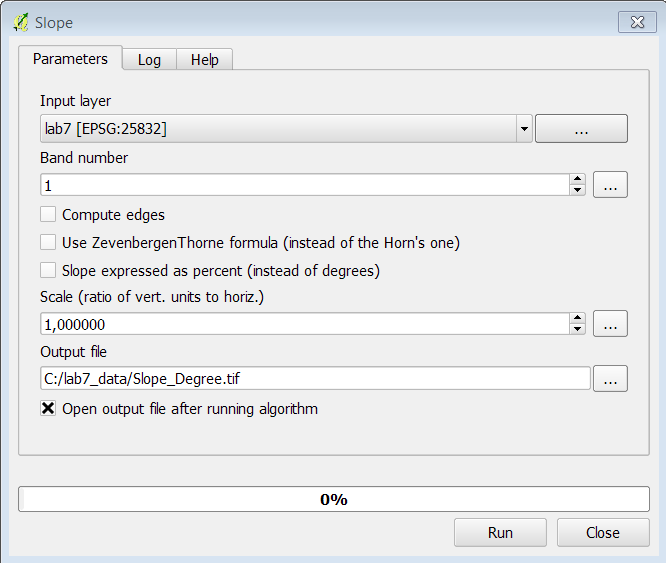 Slope
Parameters Log Help
Input layer
lab7 [EPSG:25832] ...
Band number
1 ...
Compute edges
Use ZevenbergenThorne formula (instead of the Horn's one)
Slope expressed as percent (instead of degrees)
Scale (ratio of vert. units to horiz.)
1,000000 ...
Output file
C:/lab7_data/Slope_Degree.tif ...
Open output file after running algorithm
0%
Run Close